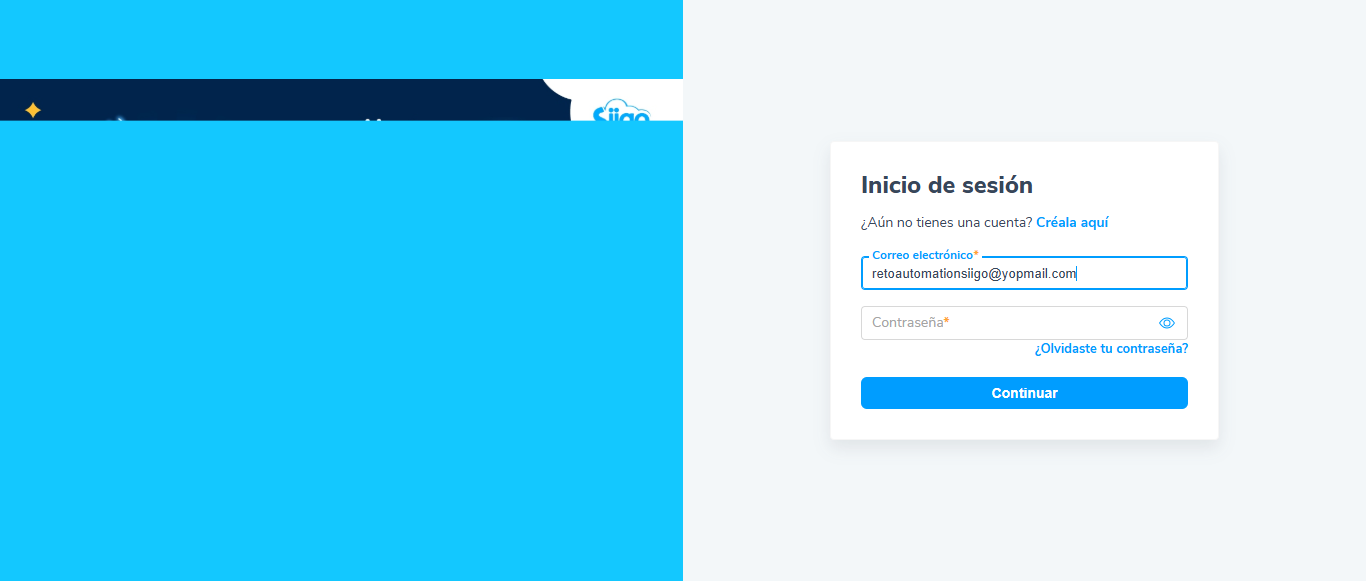 Siigo
Inicio de sesión
¿Aún no tienes una cuenta? Créala aquí
Correo electrónico*
retoautomationsiigo@yopmail.com
Contraseña*
¿Olvidaste tu contraseña?
Continuar